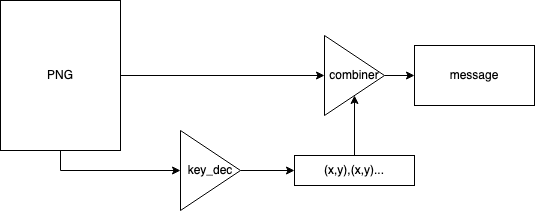 PNG
combiner
message
key_dec
(x,y),(x,y)...